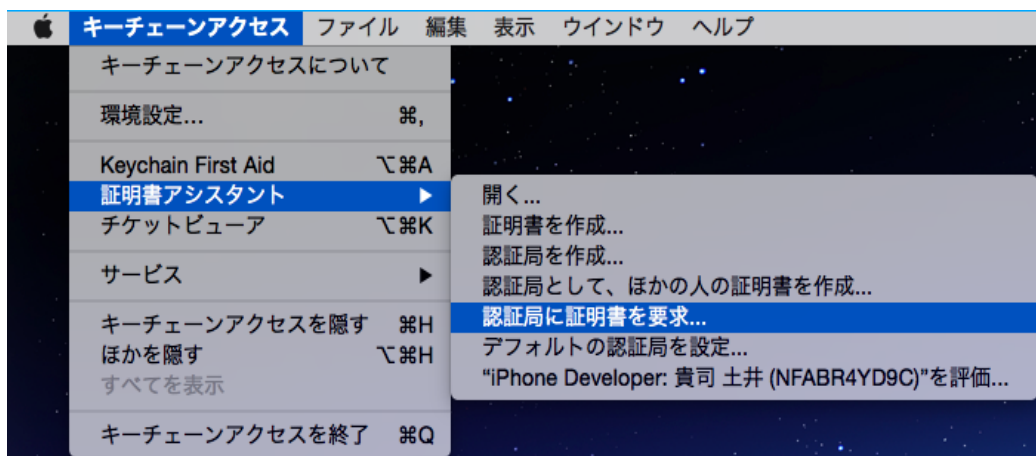 キーチェーンアクセス ファイル 編集 表示 ウインドウ ヘルプ
キーチェーンアクセスについて
環境設定... ⌘,
Keychain First Aid ⌥⌘A
証明書アシスタント ▶
チケットビューア ⌥⌘K
サービス ▶
キーチェーンアクセスを隠す ⌘H
ほかを隠す ⌥⌘H
すべてを表示
キーチェーンアクセスを終了 ⌘Q
開く...
証明書を作成...
認証局を作成...
認証局として、ほかの人の証明書を作成...
認証局に証明書を要求...
デフォルトの認証局を設定...
“iPhone Developer: 貴司 土井 (NFABR4YD9C)”を評価...